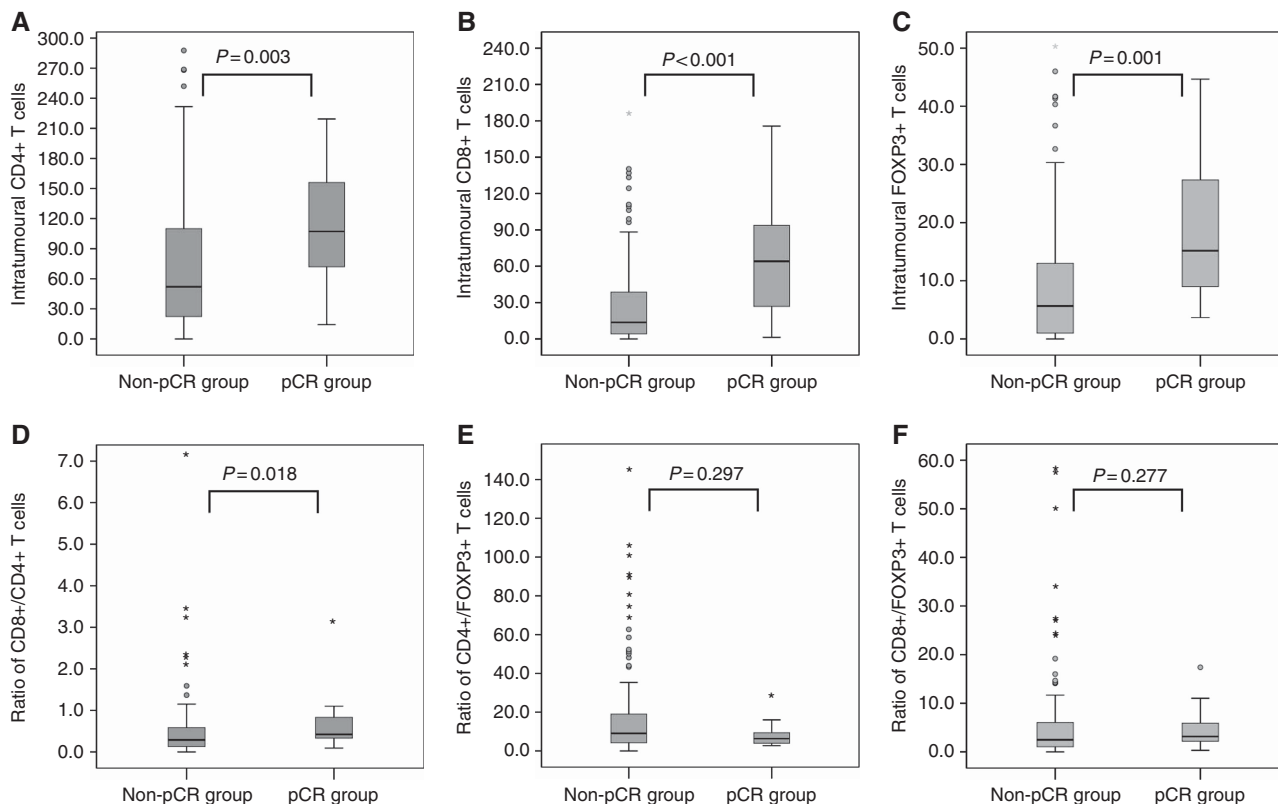 A
Intratumoural CD4+ T cells
300.0
270.0
240.0
210.0
180.0
150.0
120.0
90.0
60.0
30.0
0.0
P=0.003
Non-pCR group
pCR group
B
Intratumoural CD8+ T cells
240.0
210.0
180.0
150.0
120.0
90.0
60.0
30.0
0.0
P<0.001
Non-pCR group
pCR group
C
Intratumoural FOXP3+ T cells
50.0
40.0
30.0
20.0
10.0
0.0
P=0.001
Non-pCR group
pCR group
D
Ratio of CD8+/CD4+ T cells
7.0
6.0
5.0
4.0
3.0
2.0
1.0
0.0
P=0.018
Non-pCR group
pCR group
E
Ratio of CD4+/FOXP3+ T cells
140.0
120.0
100.0
80.0
60.0
40.0
20.0
0.0
P=0.297
Non-pCR group
pCR group
F
Ratio of CD8+/FOXP3+ T cells
60.0
50.0
40.0
30.0
20.0
10.0
0.0
P=0.277
Non-pCR group
pCR group